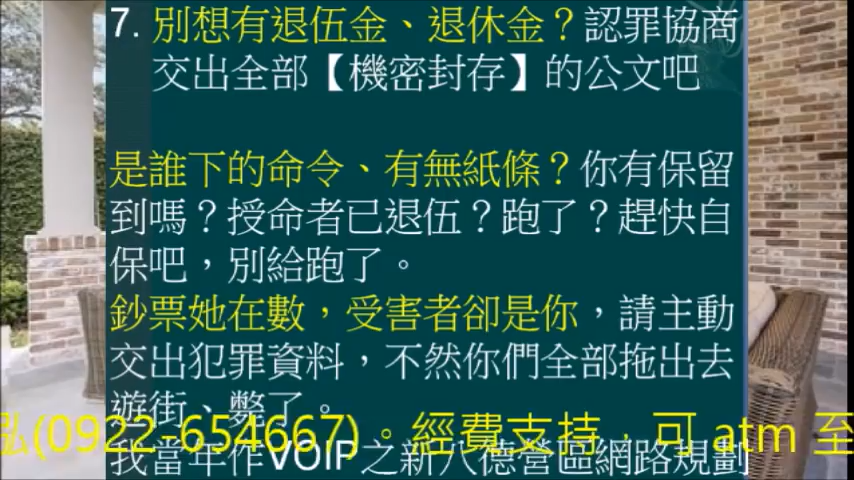 7. 別想有退伍金、退休金？認罪協商
交出全部【機密封存】的公文吧
是誰下的命令、有無紙條？你有保留
到嗎？授命者已退伍？跑了？趕快自
保吧，別給跑了。
鈔票她在數，受害者卻是你，請主動
交出犯罪資料，不然你們全部拖出去
遊街、斃了。
(0922-654667)。經費支持，可 atm 至
我當年作VOIP之新八德營區網路規劃